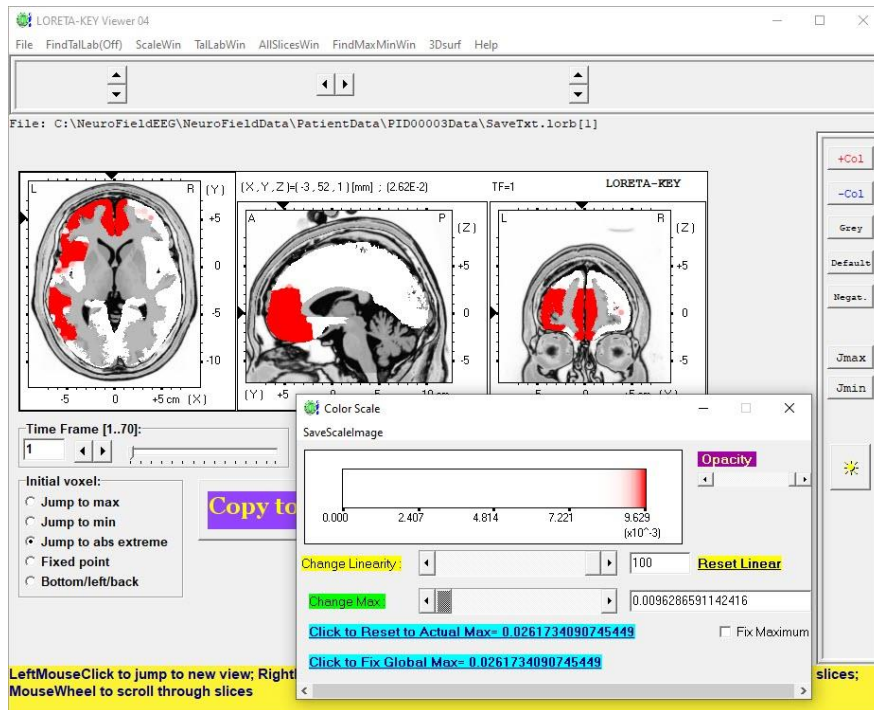 LORETA-KEY Viewer 04
File FindTalLab(Off) ScaleWin TalLabWin AllSlicesWin FindMaxMinWin 3Dsurf Help
File: C:\NeuroFieldEEG\NeuroFieldData\PatientData\PID00003Data\SaveTxt.lorb[1]
+Col
-Col
Grey
Default
Negat.
Jmax
Jmin
L R (Y)
+5
0
-5
-10
-5 0 +5 cm (X)
(X,Y,Z)=(-3,52,1)[mm] ; (2.62E-2) TF=1 LORETA-KEY
A P (Z)
+5
0
-5
(Y) +5 0 -5 10 cm
L R (Z)
+5
0
-5
-5 0 +5 cm (X)
Time Frame [1..70]:
1
Initial voxel:
Jump to max
Jump to min
Jump to abs extreme
Fixed point
Bottom/left/back
Copy to
Color Scale
SaveScaleImage
Opacity
0.000 2.407 4.814 7.221 9.629
(x10^-3)
Change Linearity : 100 Reset Linear
Change Max : 0.0096286591142416
Click to Reset to Actual Max= 0.0261734090745449
Fix Maximum
Click to Fix Global Max= 0.0261734090745449
LeftMouseClick to jump to new view; Right slices;
MouseWheel to scroll through slices